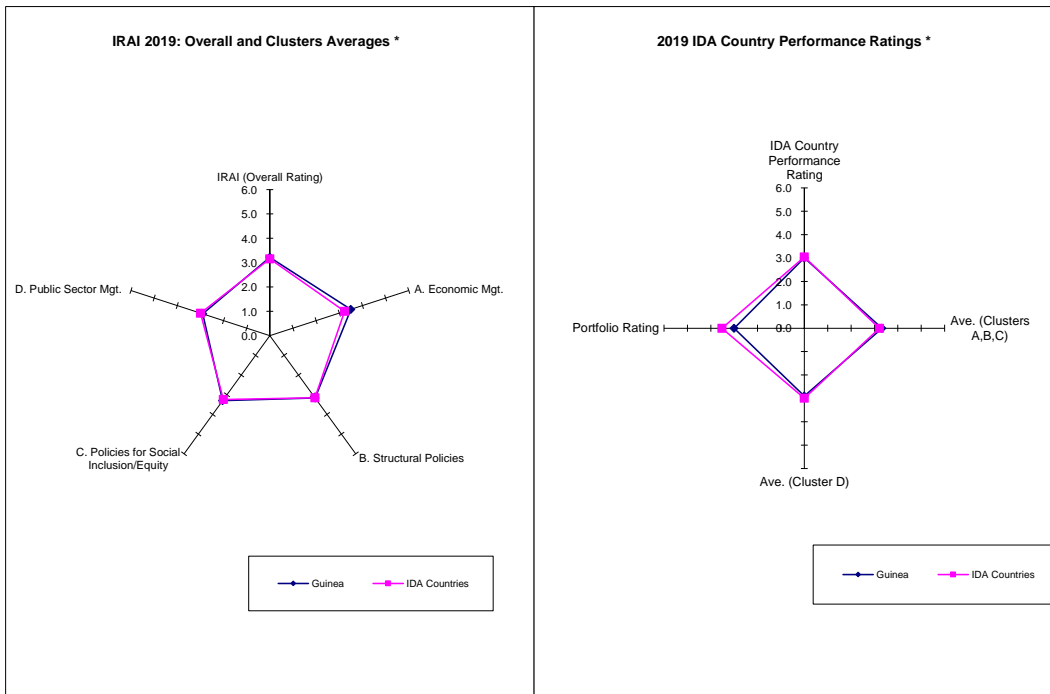 IRAI 2019: Overall and Clusters Averages *
IRAI (Overall Rating)
6.0
5.0
4.0
3.0
2.0
1.0
0.0
A. Economic Mgt.
B. Structural Policies
C. Policies for Social
Inclusion/Equity
D. Public Sector Mgt.
Guinea
IDA Countries
2019 IDA Country Performance Ratings *
IDA Country
Performance
Rating
6.0
5.0
4.0
3.0
2.0
1.0
0.0
Ave. (Clusters
A,B,C)
Ave. (Cluster D)
Portfolio Rating
Guinea
IDA Countries